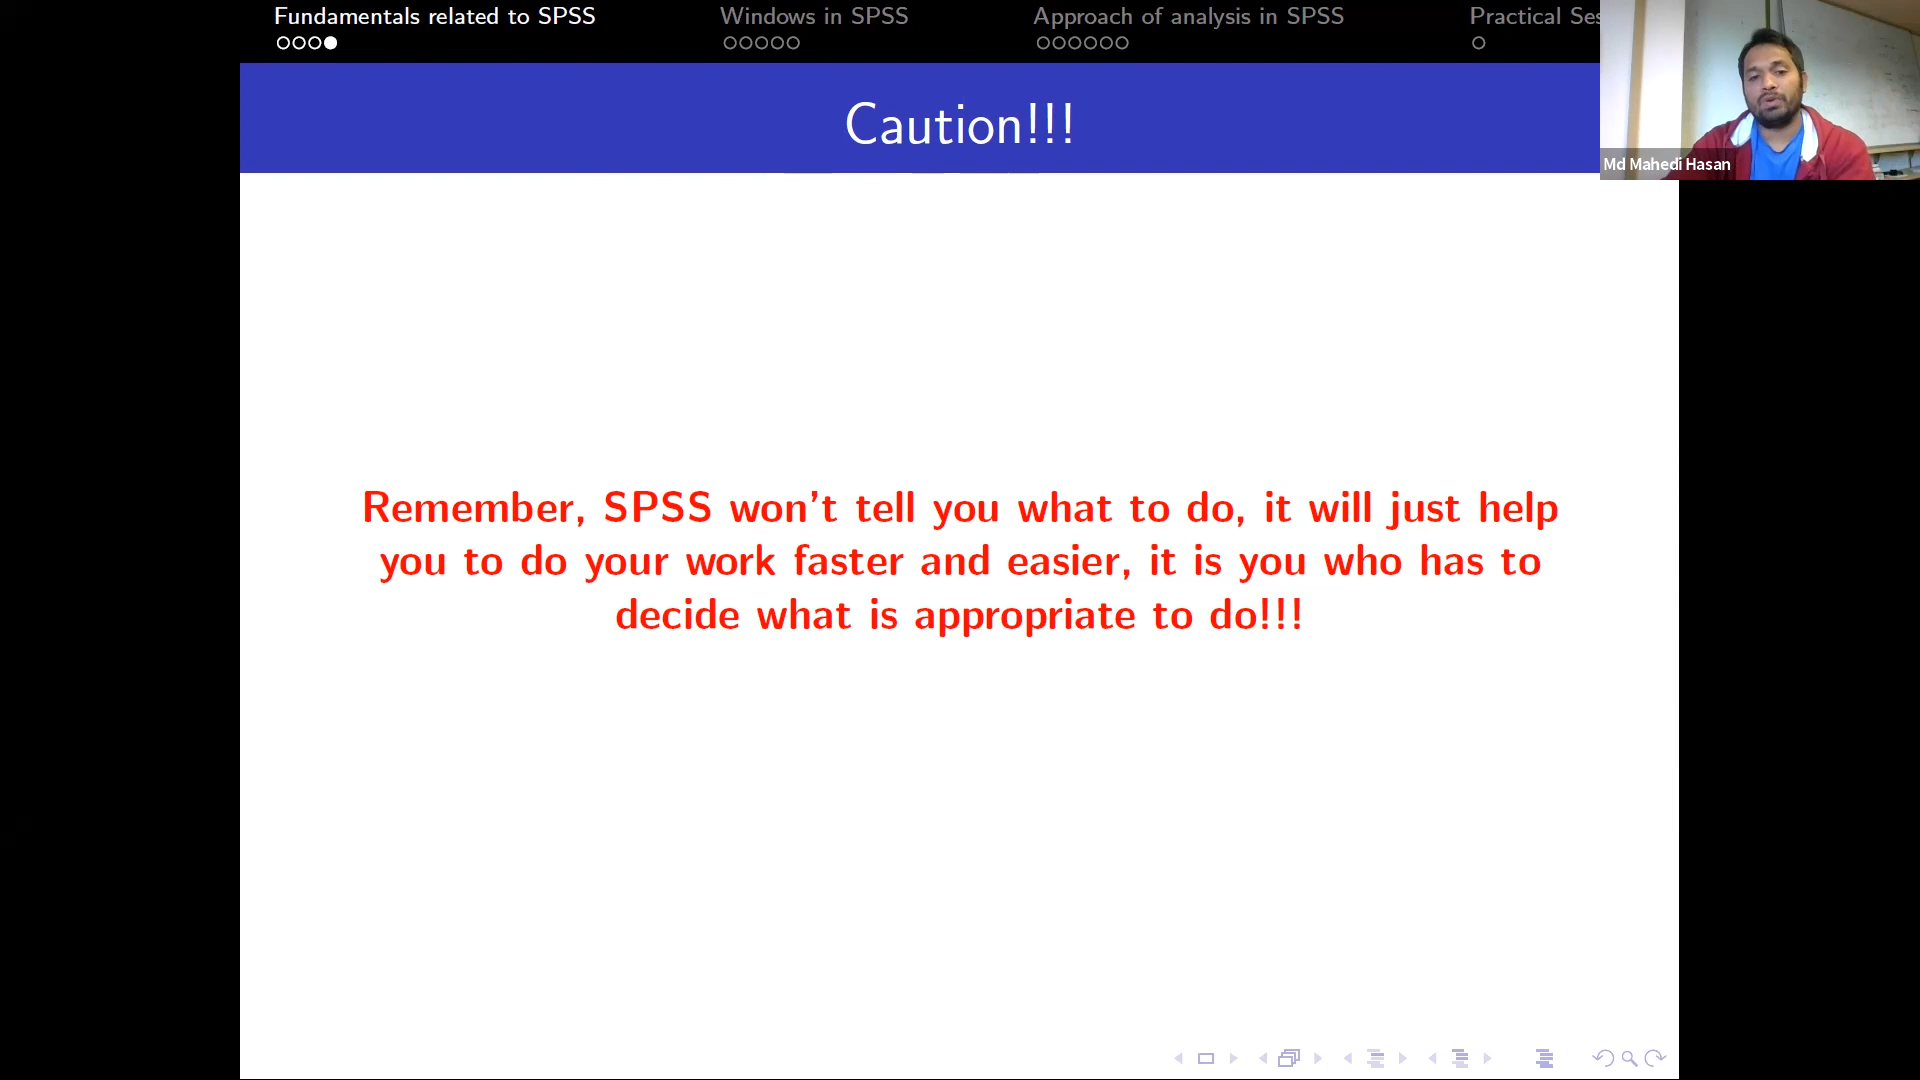 Fundamentals related to SPSS
Windows in SPSS
Approach of analysis in SPSS
Practical Ses
Md Mahedi Hasan
Caution!!!
Remember, SPSS won't tell you what to do, it will just help
you to do your work faster and easier, it is you who has to
decide what is appropriate to do!!!